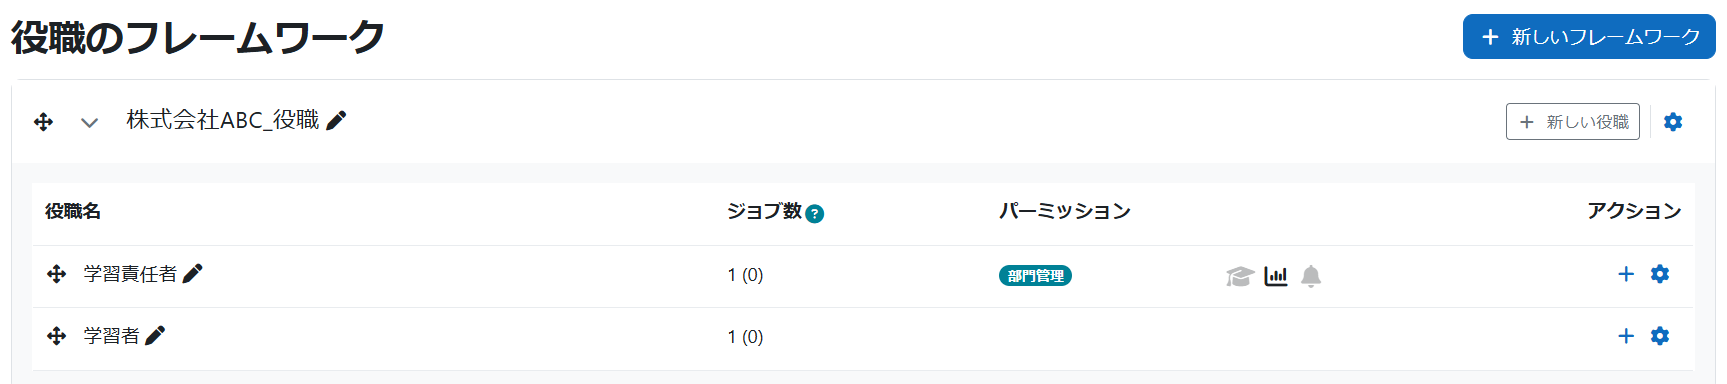 役職のフレームワーク
+ 新しいフレームワーク
株式会社ABC_役職
+ 新しい役職
役職名 ジョブ数 ? パーミッション アクション
学習責任者 1 (0) 部門管理 +
学習者 1 (0) +